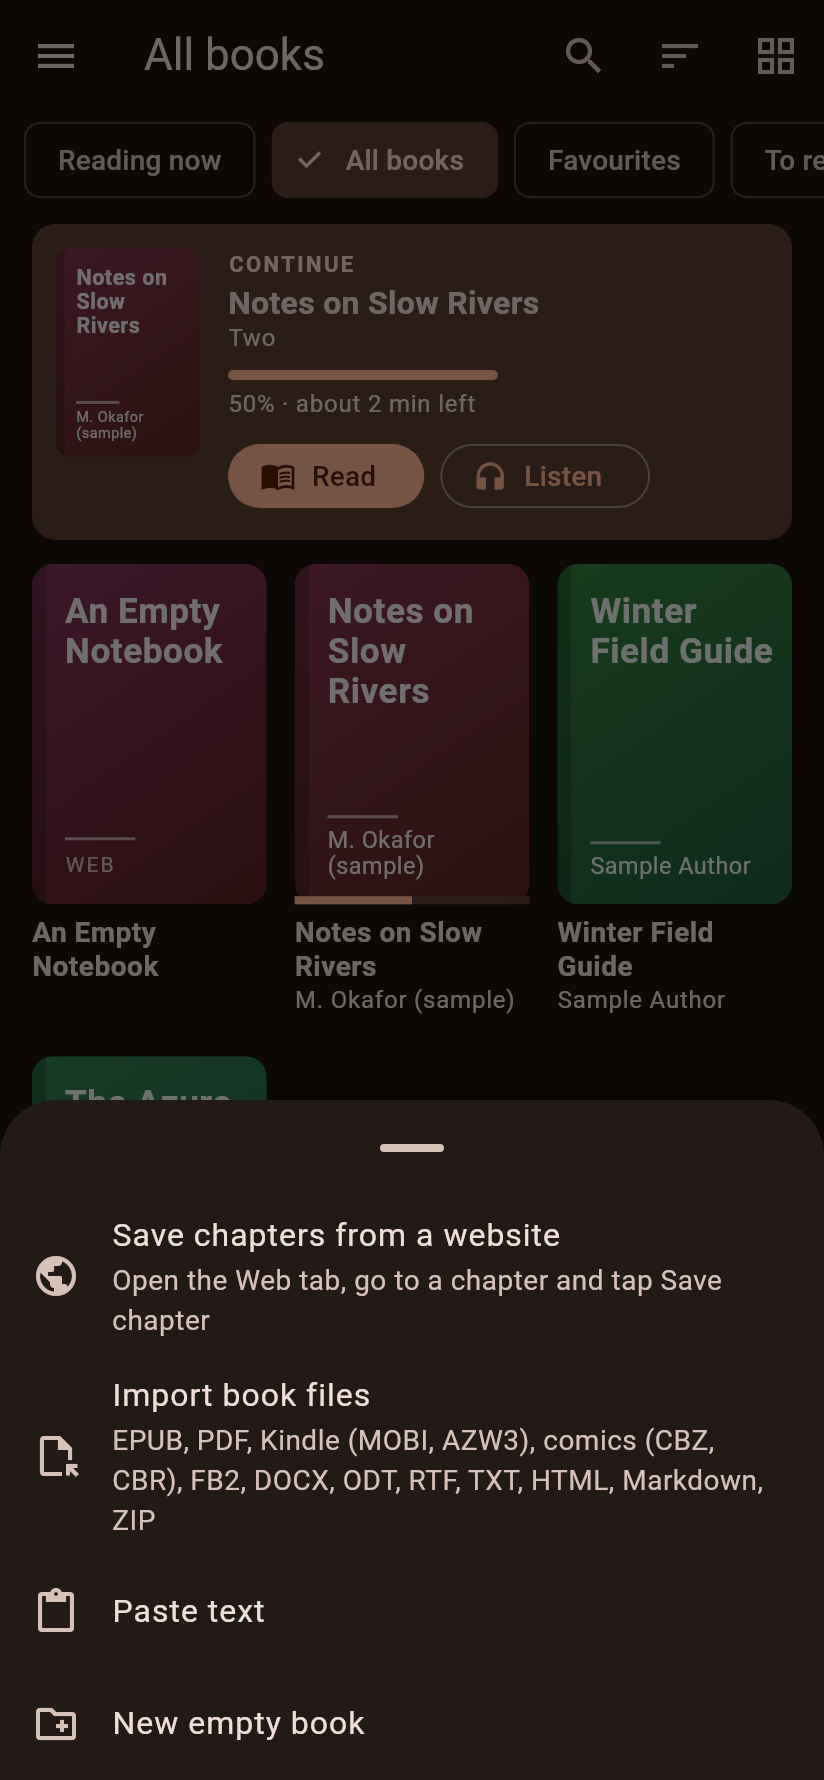 All books
Reading now
All books
Favourites
To re
Notes on
Slow
Rivers
M. Okafor
(sample)
CONTINUE
Notes on Slow Rivers
Two
50% · about 2 min left
Read
Listen
An Empty
Notebook
WEB
Notes on
Slow
Rivers
M. Okafor
(sample)
Winter
Field Guide
Sample Author
An Empty
Notebook
Notes on Slow
Rivers
M. Okafor (sample)
Winter Field
Guide
Sample Author
The Azure
Save chapters from a website
Open the Web tab, go to a chapter and tap Save
chapter
Import book files
EPUB, PDF, Kindle (MOBI, AZW3), comics (CBZ,
CBR), FB2, DOCX, ODT, RTF, TXT, HTML, Markdown,
ZIP
Paste text
New empty book